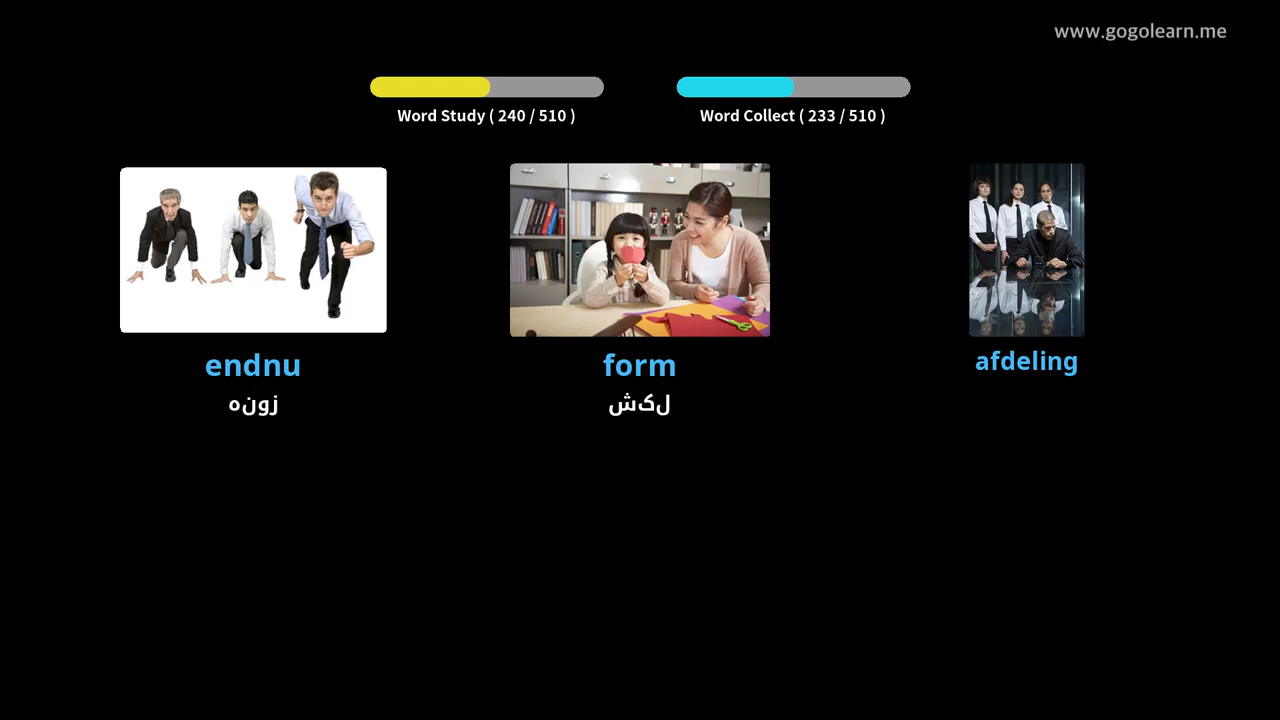 www.gogolearn.me
Word Study ( 240 / 510 )
Word Collect ( 233 / 510 )
endnu
form
afdeling
زونه
لکش